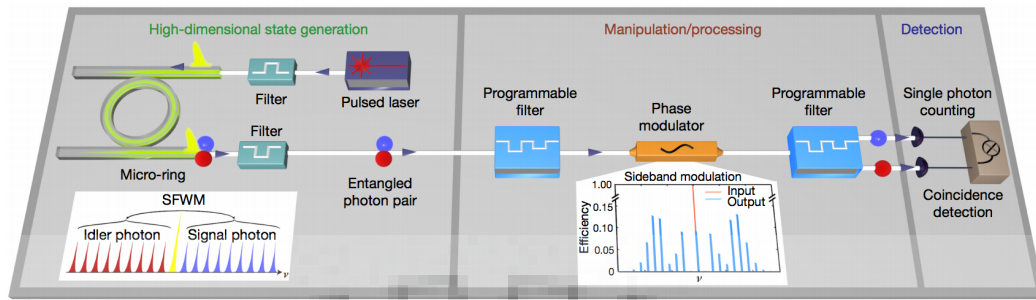 High-dimensional state generation
Manipulation/processing
Detection
Filter
Pulsed laser
Filter
Micro-ring
Entangled
photon pair
SFWM
Idler photon
Signal photon
ν
Programmable
filter
Phase
modulator
Programmable
filter
Sideband modulation
1.00
Input
Output
0.15
0.10
0.05
0
Efficiency
ν
Single photon
counting
Coincidence
detection